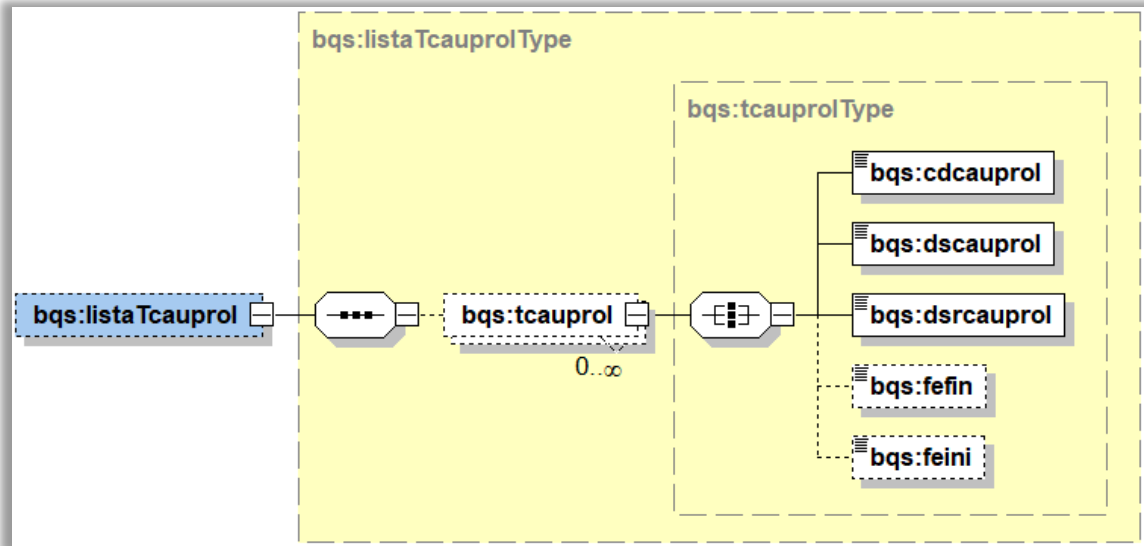 bqs:listaTcauprolType
bqs:tcauprolType
bqs:cdcauprol
bqs:dscauprol
bqs:listaTcauprol
bqs:tcauprol
bqs:dsrcauprol
0..∞
bqs:fefin
bqs:feini